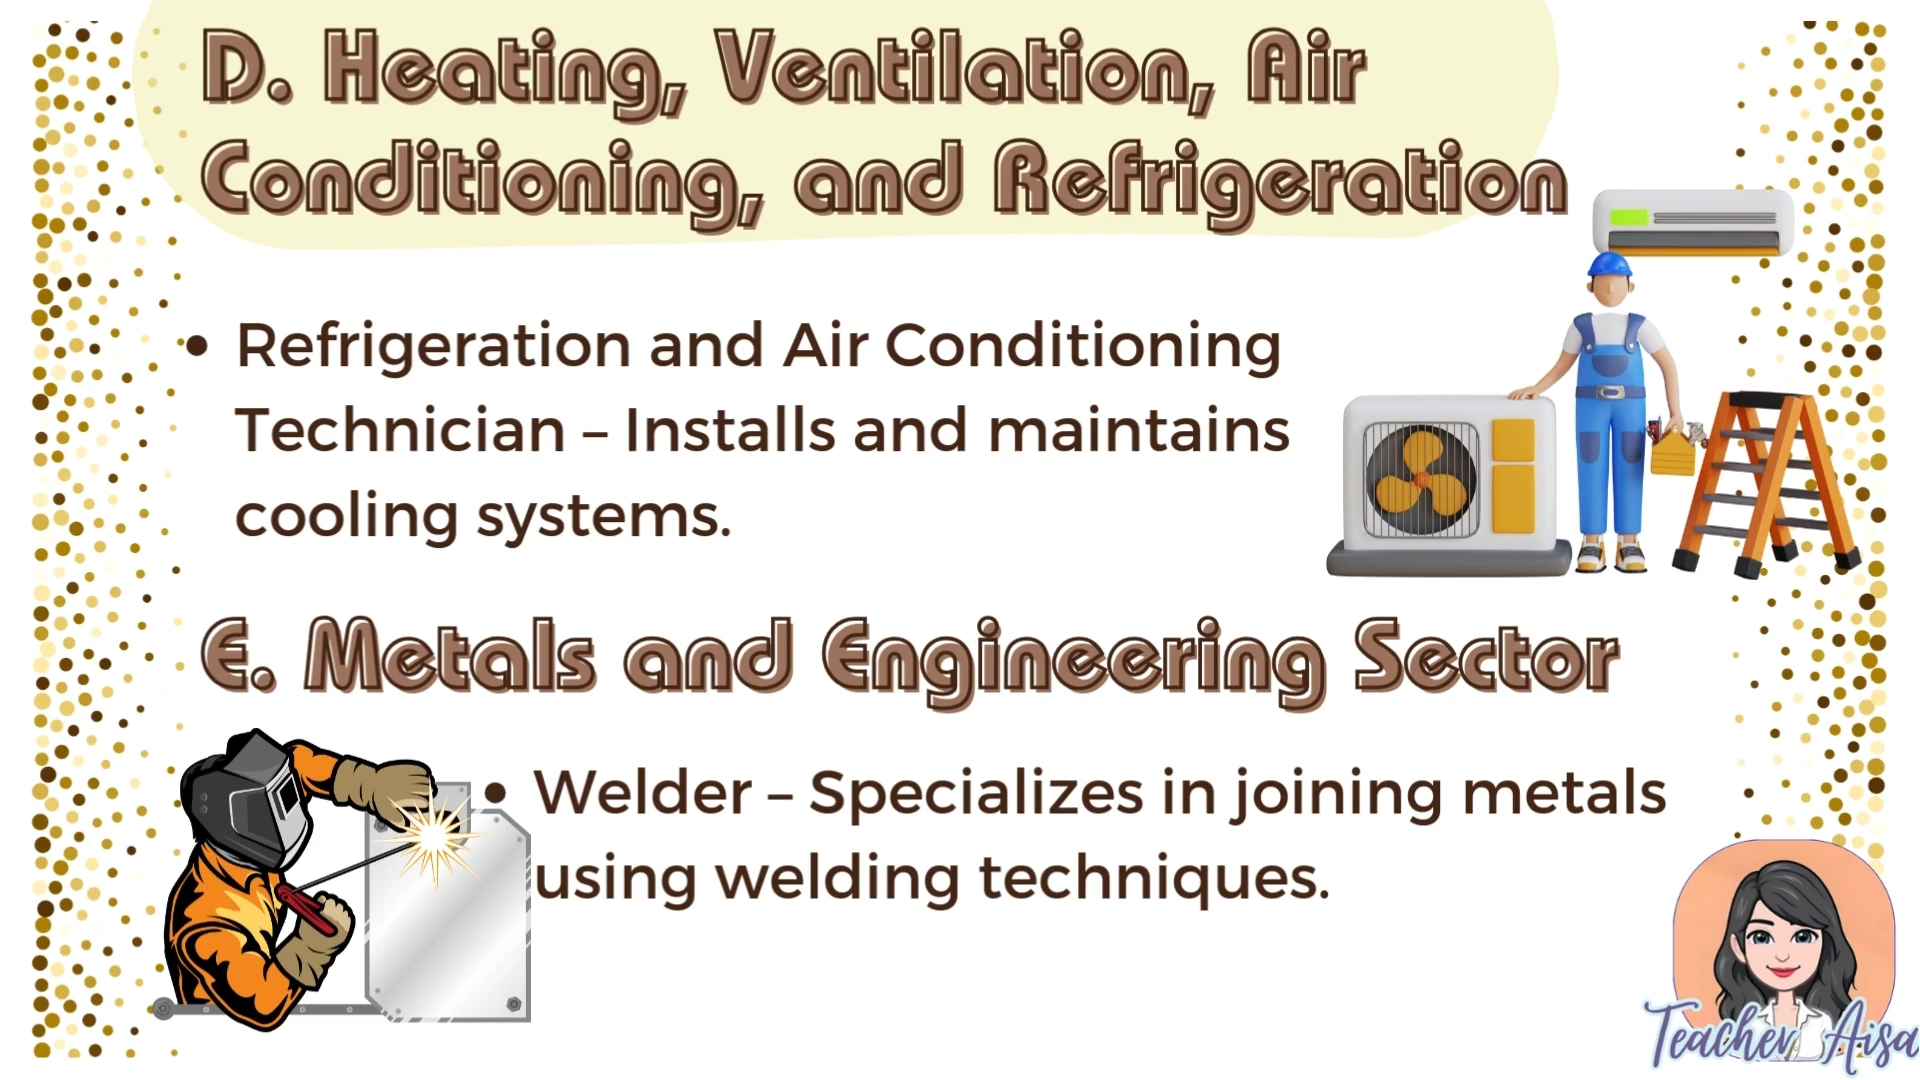 D. Heating, Ventilation, Air
Conditioning, and Refrigeration
• Refrigeration and Air Conditioning
Technician – Installs and maintains
cooling systems.
E. Metals and Engineering Sector
• Welder – Specializes in joining metals
using welding techniques.
Teacher Aisa